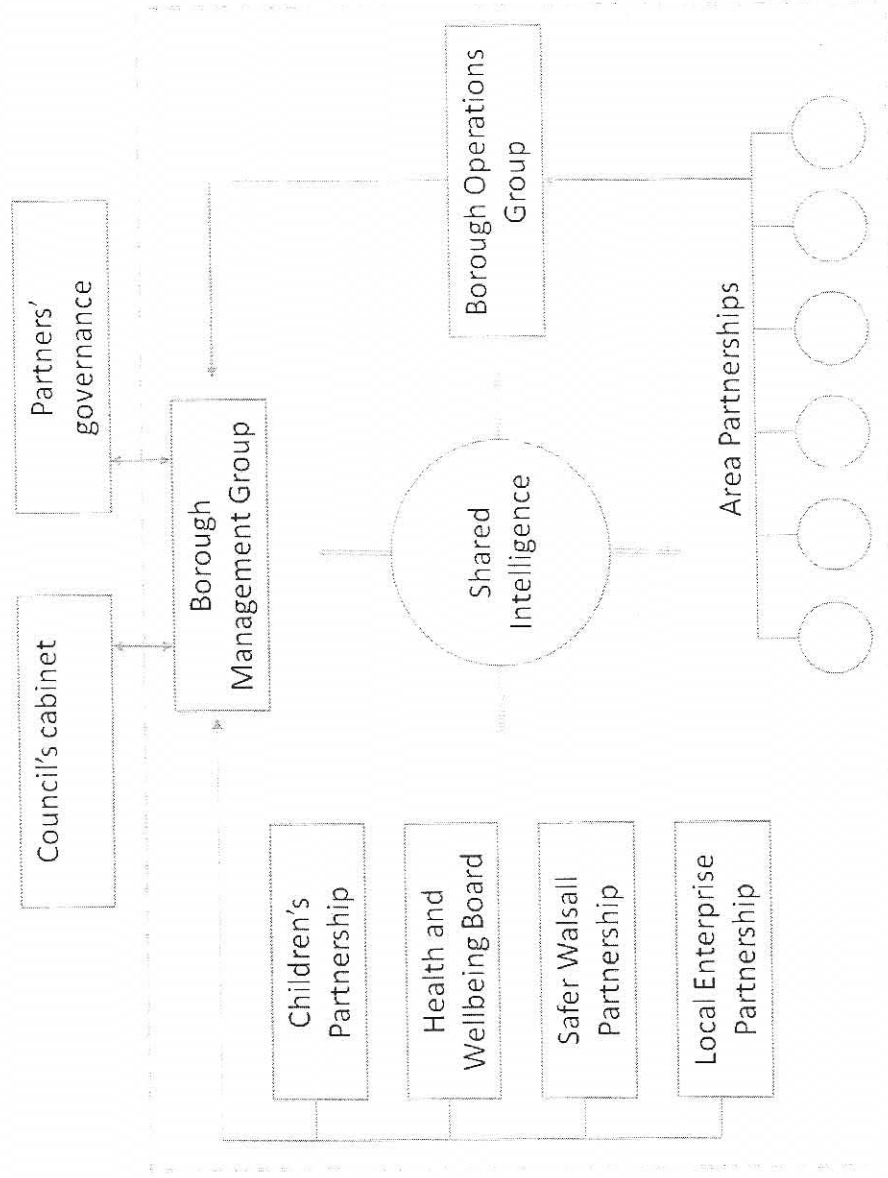 Council's cabinet
Partners'
governance
Borough
Management Group
Children's
Partnership
Health and
Wellbeing Board
Safer Walsall
Partnership
Local Enterprise
Partnership
Shared
Intelligence
Borough Operations
Group
Area Partnerships